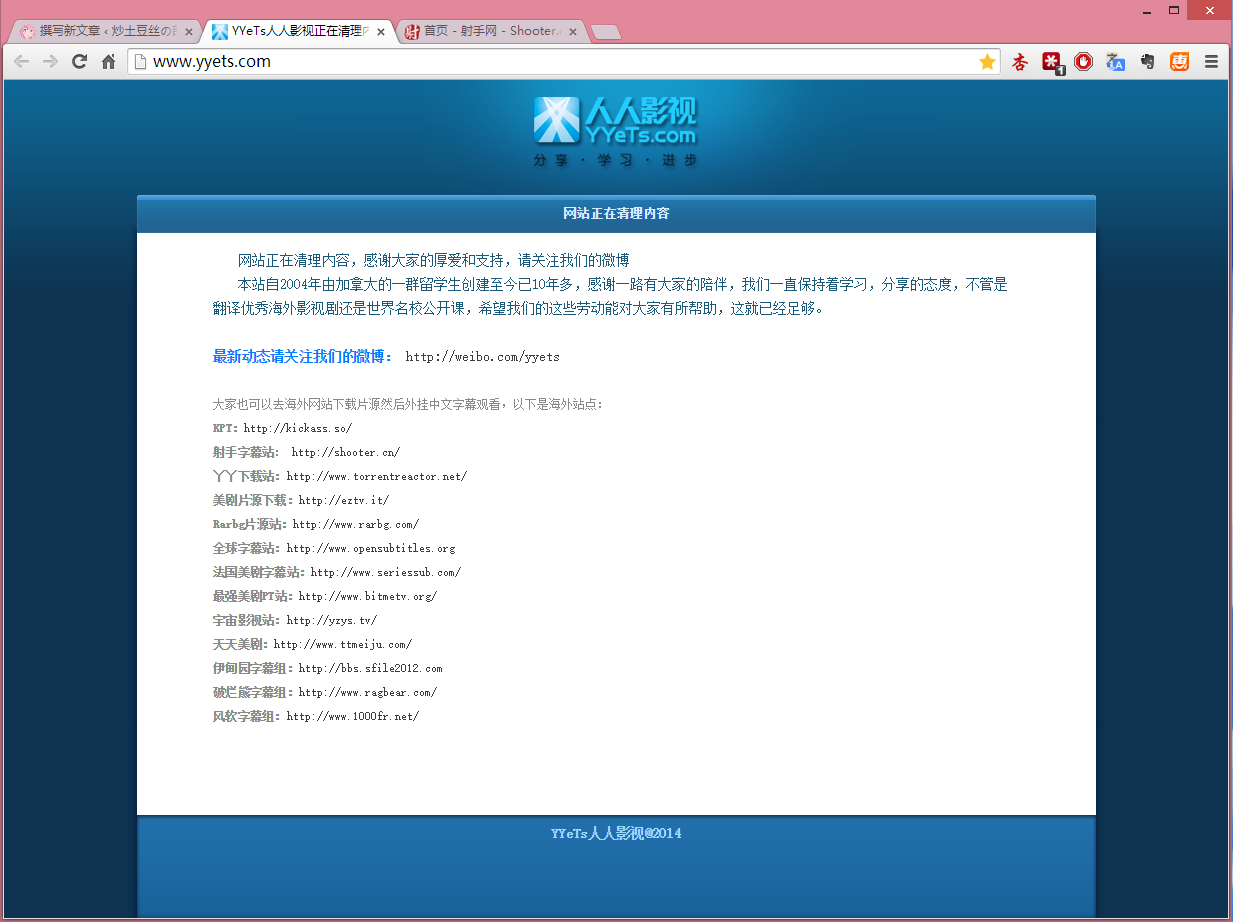 撰写新文章 ‹ 炒土豆丝の
YYeTs人人影视正在清理
首页 - 射手网 - Shooter.
www.yyets.com
人人影视
YYeTs.com
分享·学习·进步
网站正在清理内容
网站正在清理内容，感谢大家的厚爱和支持，请关注我们的微博
本站自2004年由加拿大的一群留学生创建至今已10年多，感谢一路有大家的陪伴，我们一直保持着学习，分享的态度，不管是
翻译优秀海外影视剧还是世界名校公开课，希望我们的这些劳动能对大家有所帮助，这就已经足够。
最新动态请关注我们的微博： http://weibo.com/yyets
大家也可以去海外网站下载片源然后外挂中文字幕观看，以下是海外站点：
KPT：http://kickass.so/
射手字幕站： http://shooter.cn/
丫丫下载站：http://www.torrentreactor.net/
美剧片源下载：http://eztv.it/
Rarbg片源站：http://www.rarbg.com/
全球字幕站：http://www.opensubtitles.org
法国美剧字幕站：http://www.seriessub.com/
最强美剧PT站：http://www.bitmetv.org/
宇宙影视站：http://yzys.tv/
天天美剧：http://www.ttmeiju.com/
伊甸园字幕组：http://bbs.sfile2012.com
破烂熊字幕组：http://www.ragbear.com/
风软字幕组：http://www.1000fr.net/
YYeTs人人影视@2014